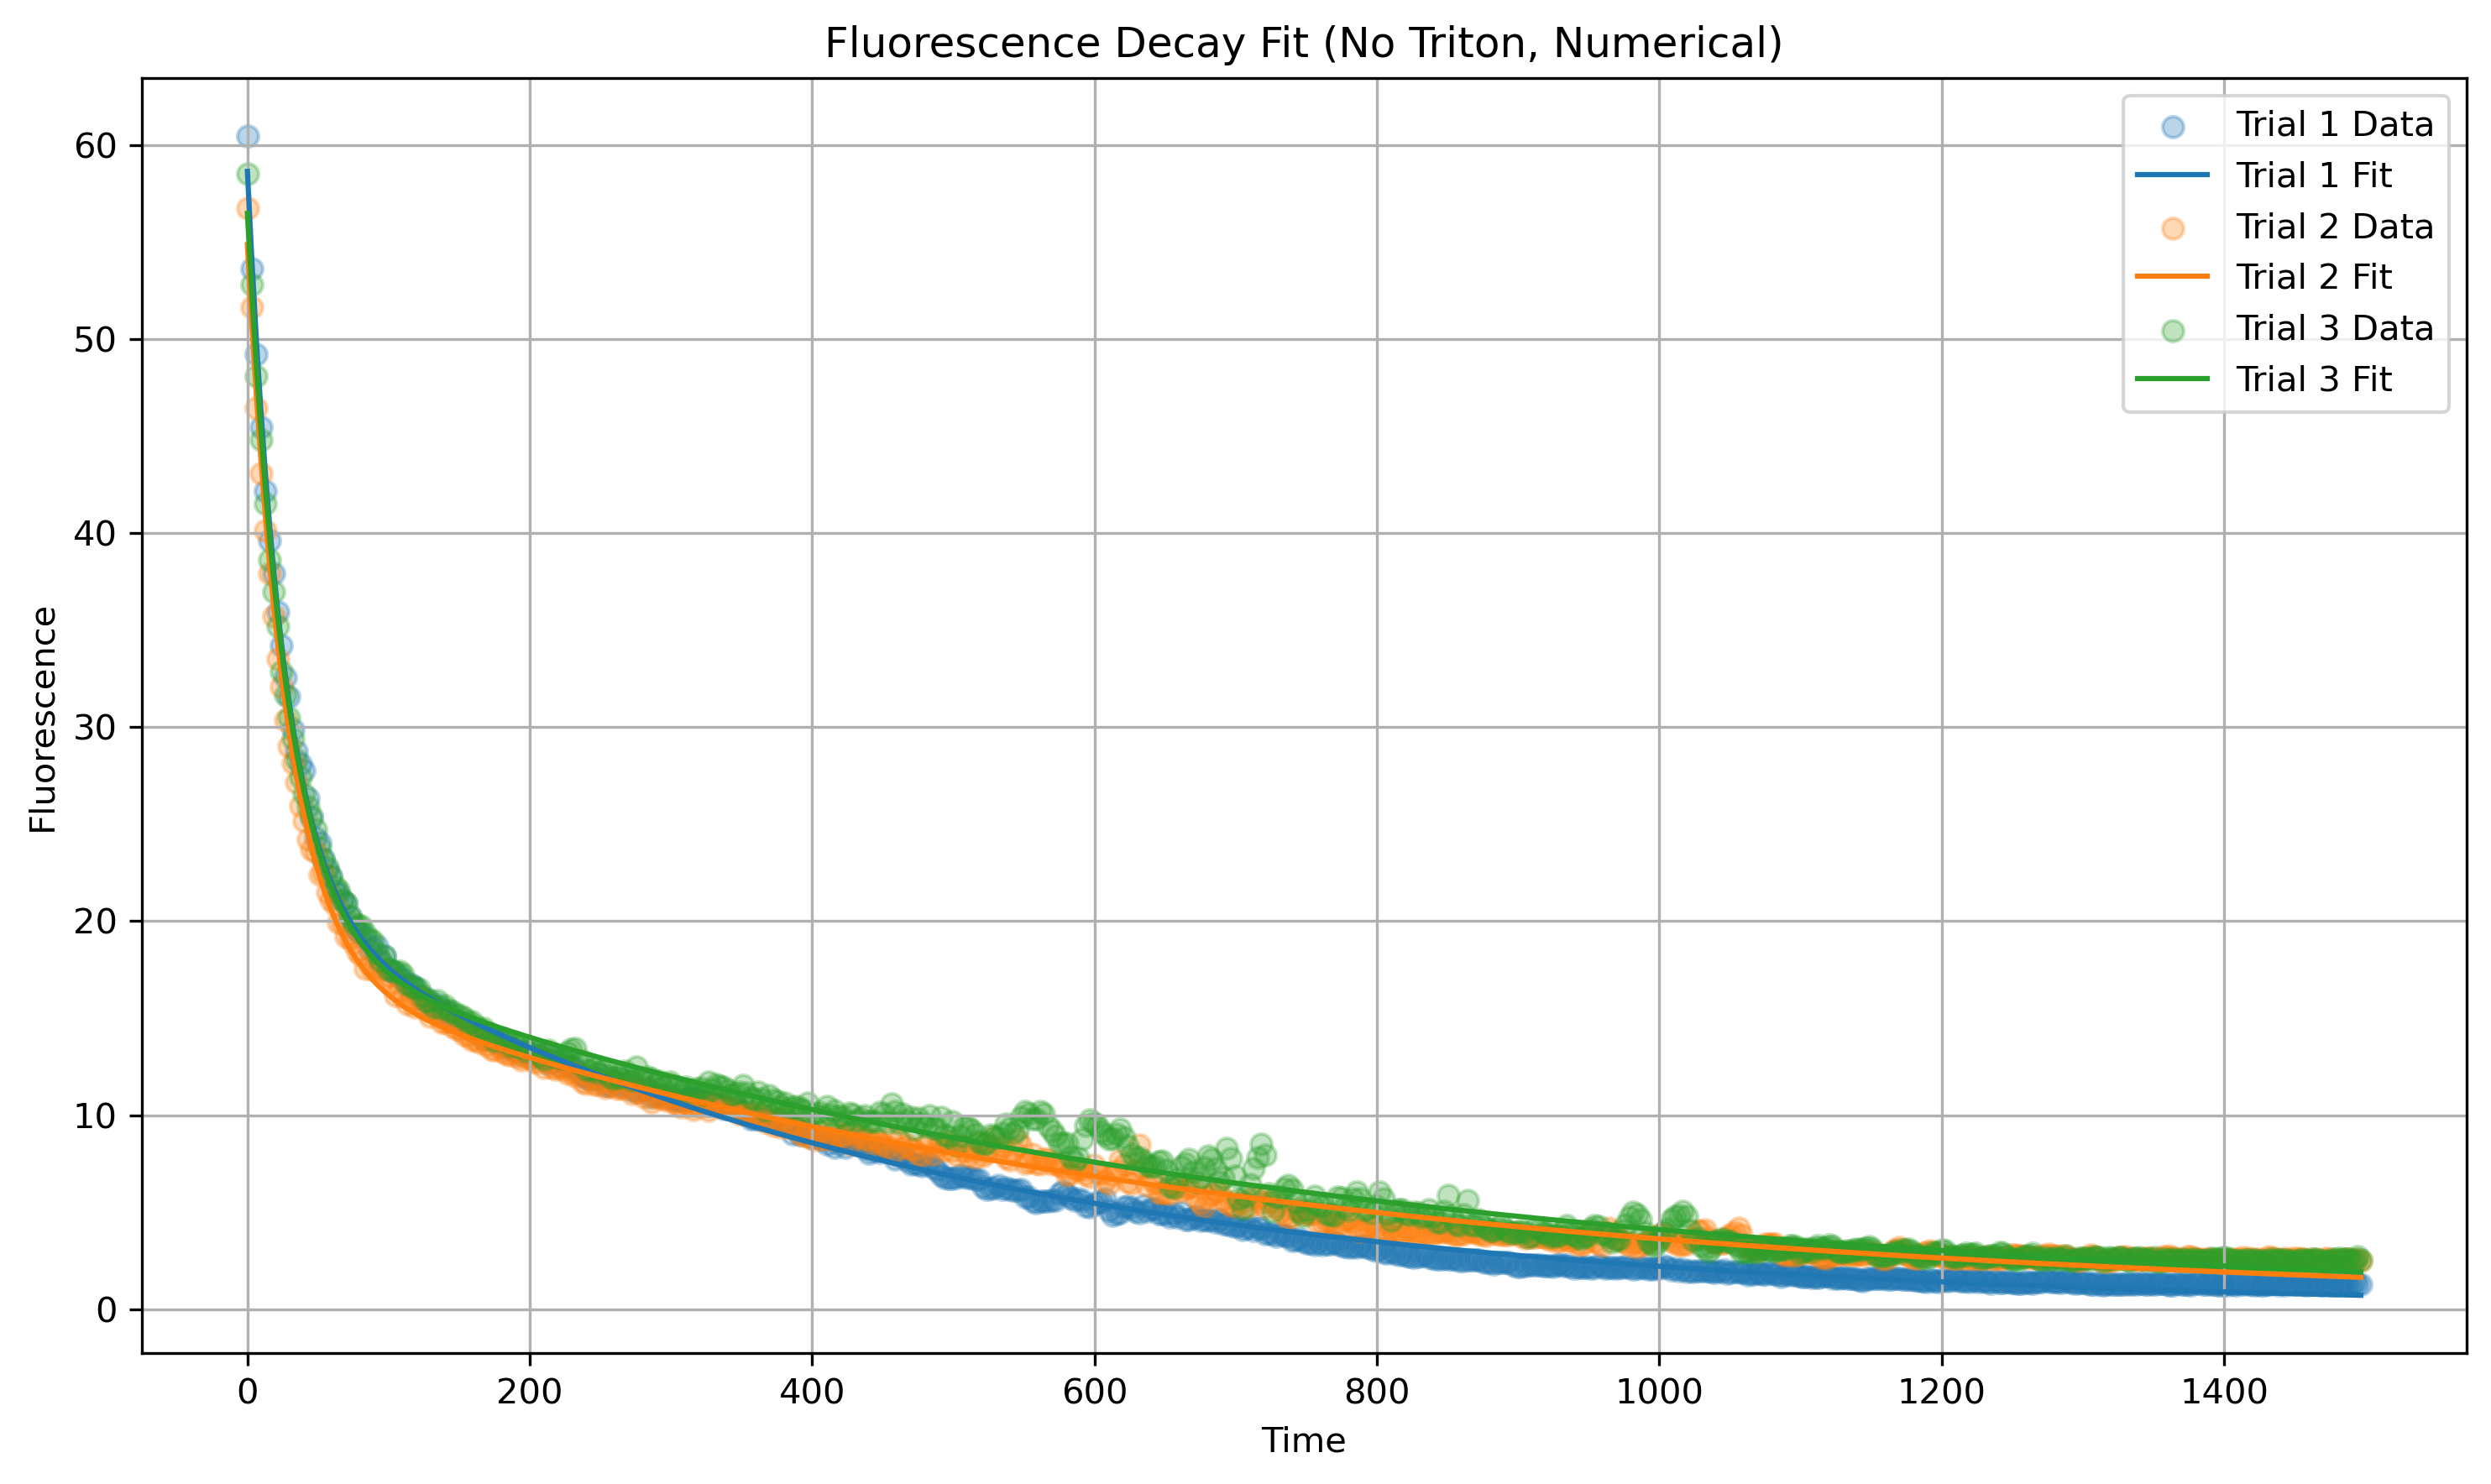 Fluorescence Decay Fit (No Triton, Numerical)
Trial 1 Data
Trial 1 Fit
Trial 2 Data
Trial 2 Fit
Trial 3 Data
Trial 3 Fit
Fluorescence
60
50
40
30
20
10
0
0 200 400 600 800 1000 1200 1400
Time